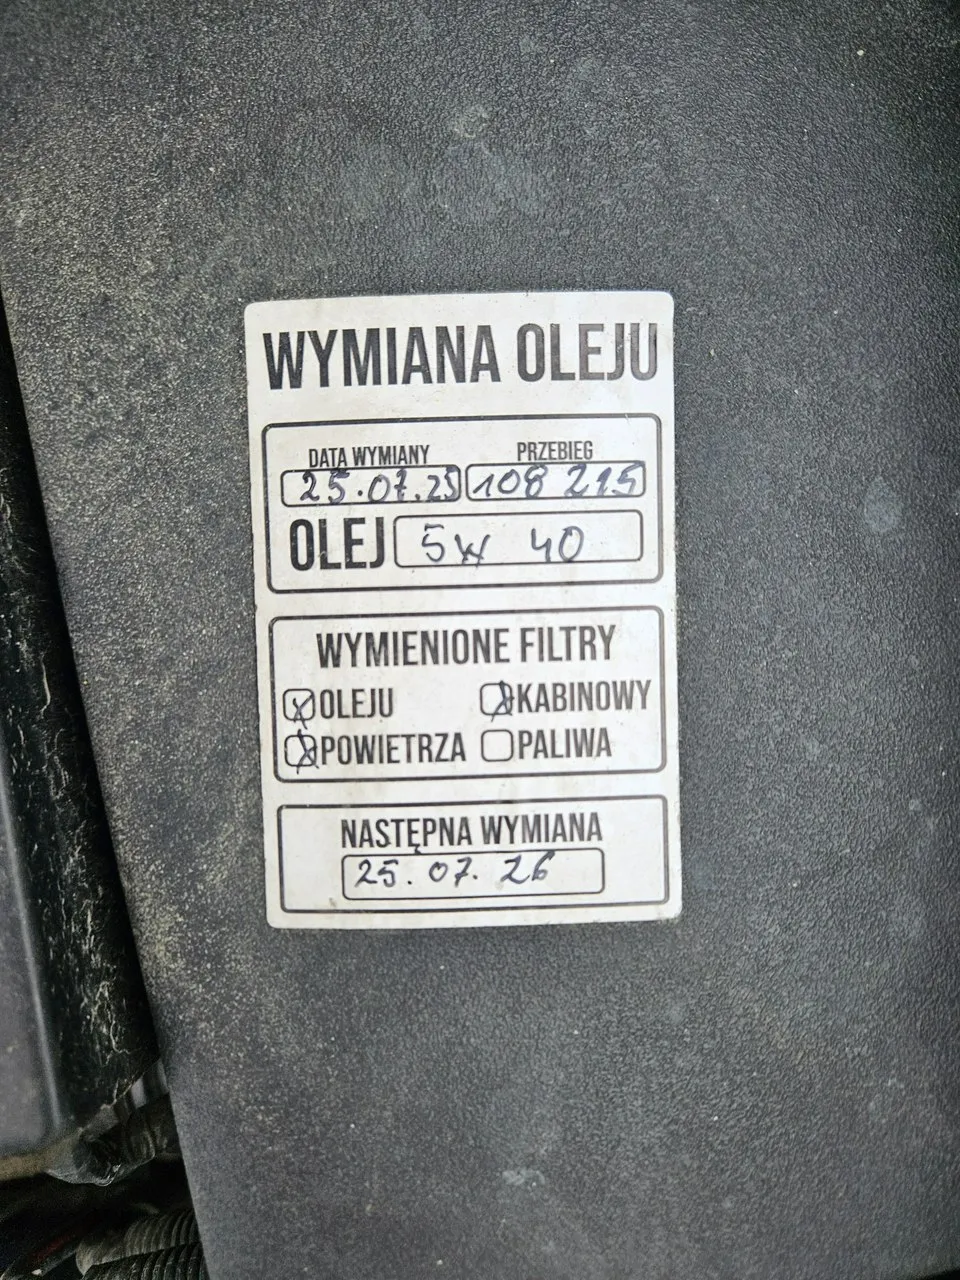 WYMIANA OLEJU
DATA WYMIANY PRZEBIEG
25.07.25 108 215
OLEJ 5W 40
WYMIENIONE FILTRY
OLEJU KABINOWY
POWIETRZA PALIWA
NASTĘPNA WYMIANA
25.07.26